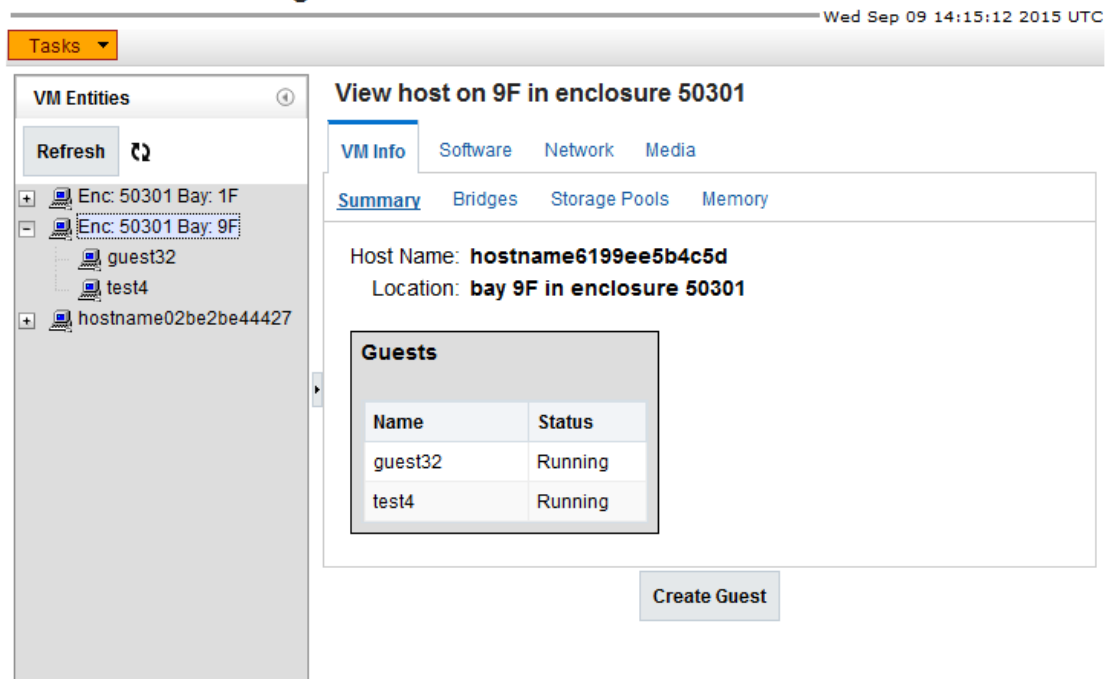 Wed Sep 09 14:15:12 2015 UTC
Tasks
VM Entities
Refresh
Enc: 50301 Bay: 1F
Enc: 50301 Bay: 9F
guest32
test4
hostname02be2be44427
View host on 9F in enclosure 50301
VM Info Software Network Media
Summary Bridges Storage Pools Memory
Host Name: hostname6199ee5b4c5d
Location: bay 9F in enclosure 50301
Guests
Name Status
guest32 Running
test4 Running
Create Guest